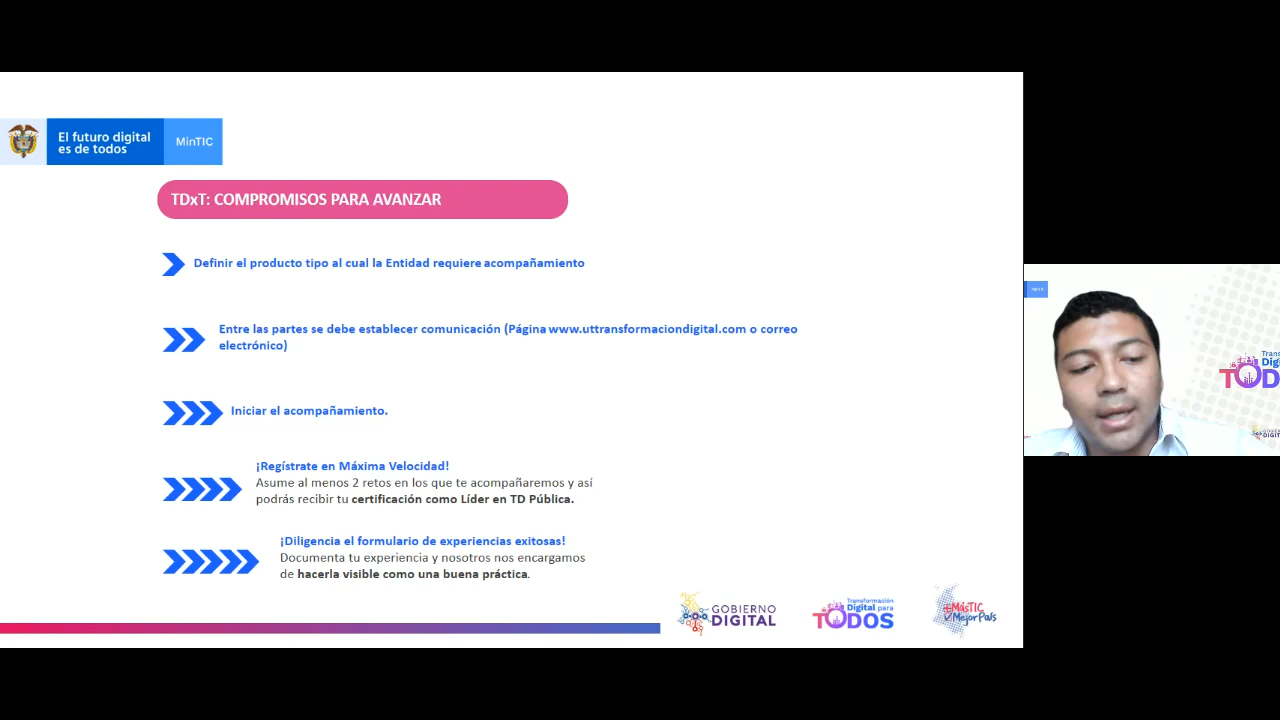 El futuro digital
es de todos
MinTIC
TDxT: COMPROMISOS PARA AVANZAR
Definir el producto tipo al cual la Entidad requiere acompañamiento
Entre las partes se debe establecer comunicación (Página www.uttransformaciondigital.com o correo
electrónico)
Iniciar el acompañamiento.
¡Regístrate en Máxima Velocidad!
Asume al menos 2 retos en los que te acompañaremos y así
podrás recibir tu certificación como Líder en TD Pública.
¡Diligencia el formulario de experiencias exitosas!
Documenta tu experiencia y nosotros nos encargamos
de hacerla visible como una buena práctica.
GOBIERNO
DIGITAL
Transformación
Digital para
TODOS
+MásTIC
MejorPaís